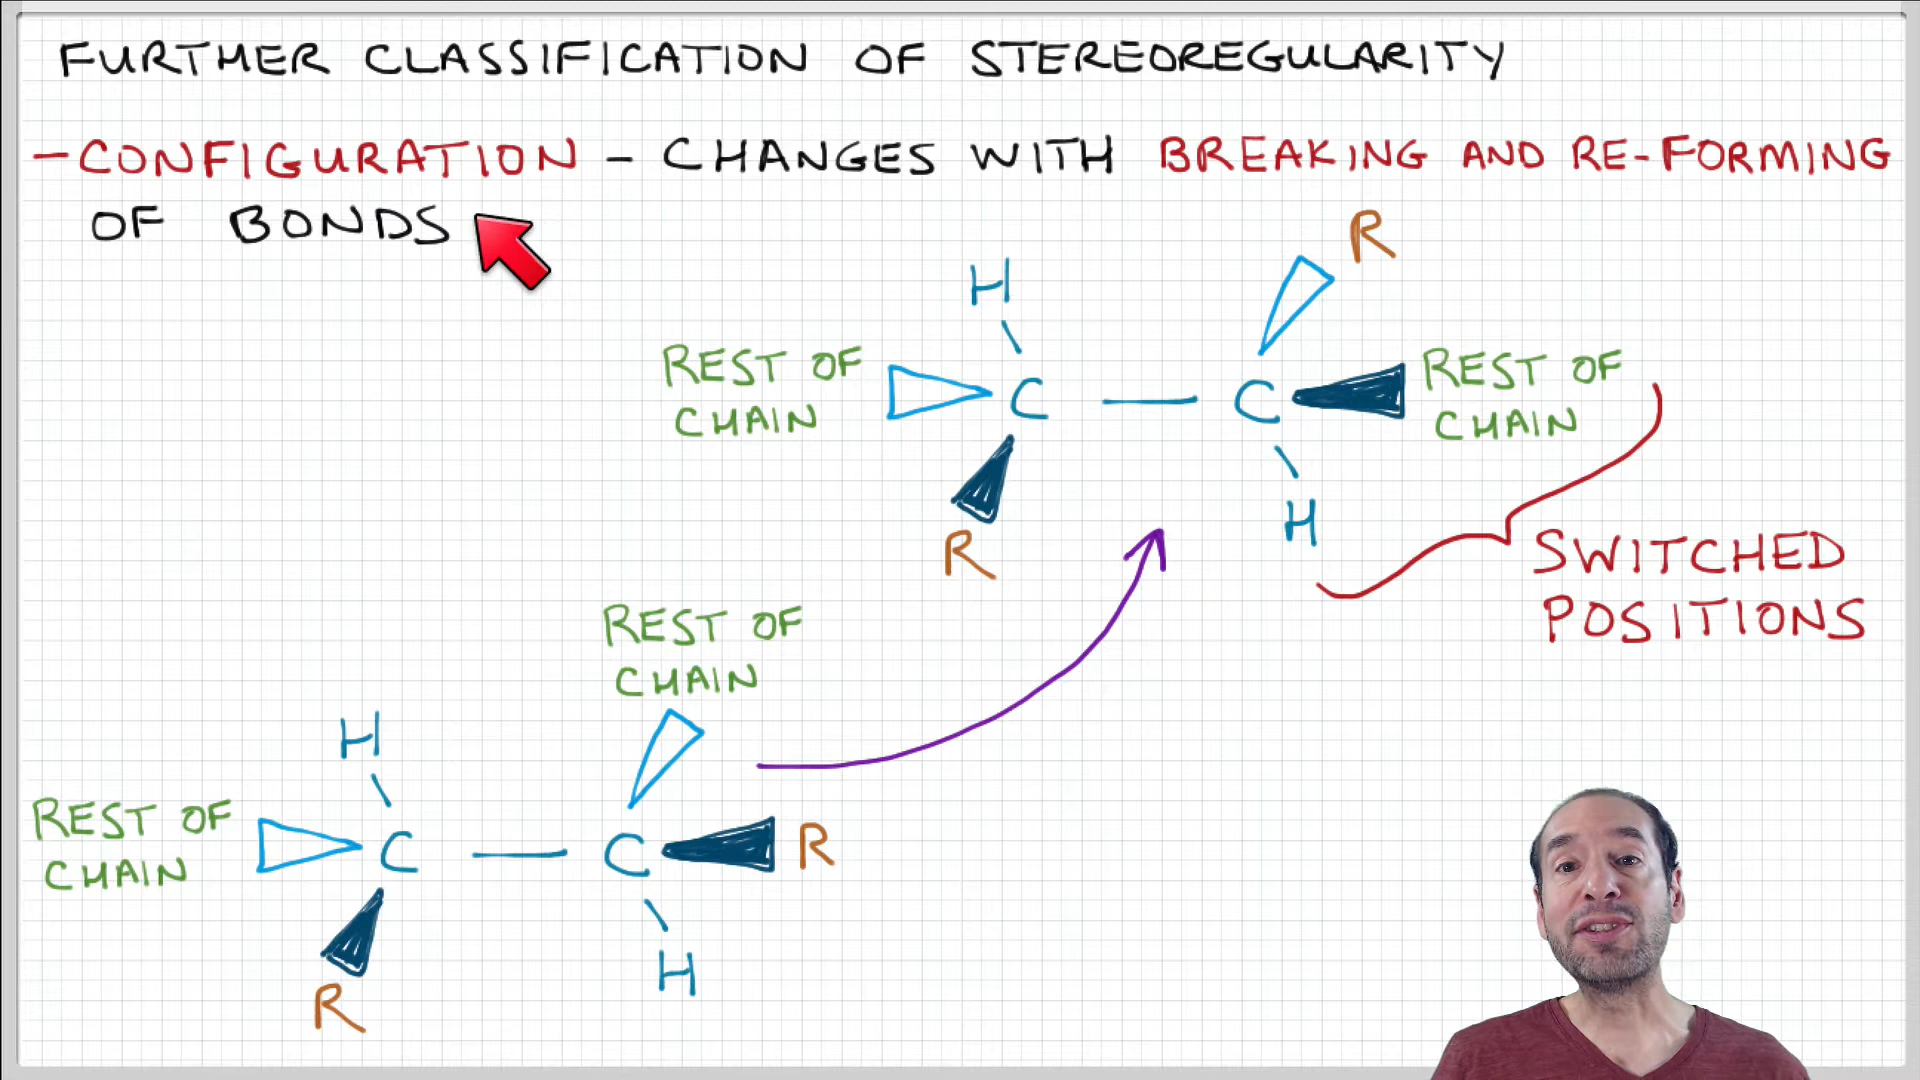 FURTHER CLASSIFICATION OF STEREOREGULARITY
- CONFIGURATION - CHANGES WITH BREAKING AND RE-FORMING
OF BONDS
R
H
REST OF
CHAIN
C
C
REST OF
CHAIN
R
H
SWITCHED
POSITIONS
REST OF
CHAIN
H
REST OF
CHAIN
C
C
R
R
H